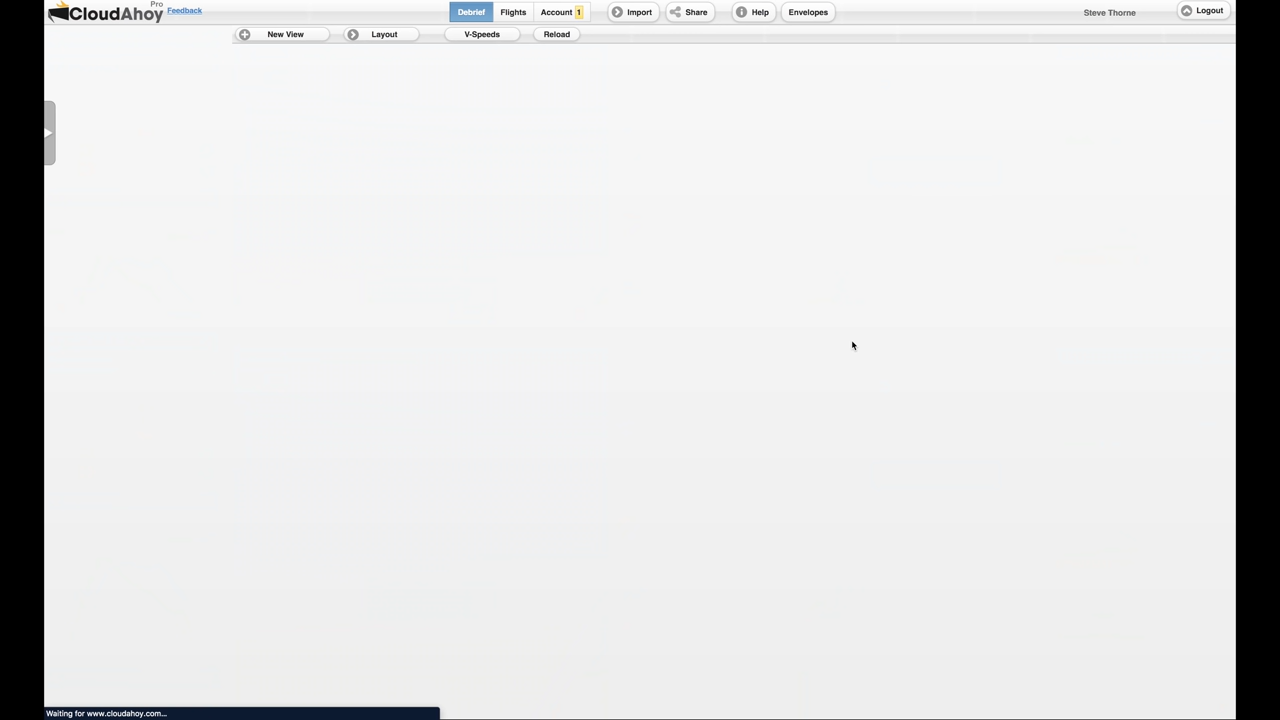 CloudAhoy Pro Feedback Debrief Flights Account 1 Import Share Help Envelopes Steve Thorne Logout
New View Layout V-Speeds Reload
Waiting for www.cloudahoy.com...